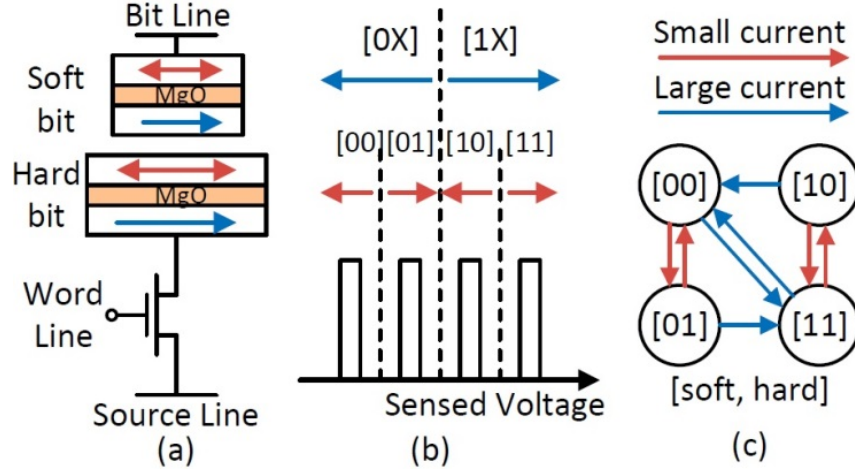 Bit Line
Soft
bit
MgO
Hard
bit
MgO
Word
Line
Source Line
(a)
[0X] [1X]
[00] [01] [10] [11]
Sensed Voltage
(b)
Small current
Large current
[00] [10]
[01] [11]
[soft, hard]
(c)